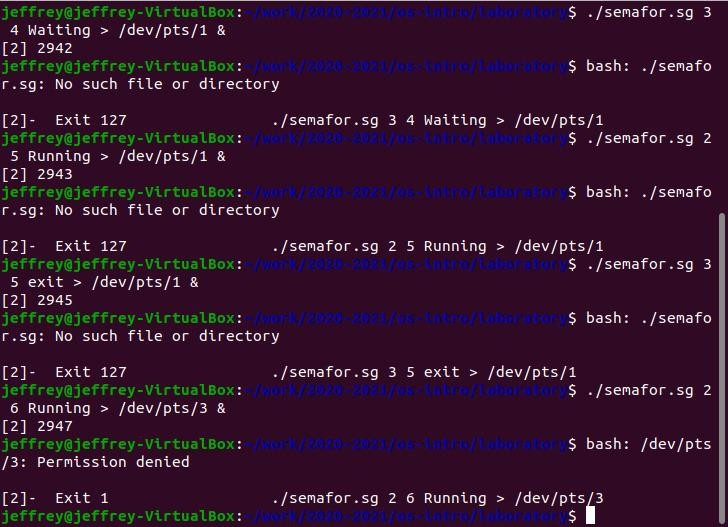 jeffrey@jeffrey-VirtualBox:~/work/2020-2021/os-intro/laboratory$ ./semafor.sg 3
 4 Waiting > /dev/pts/1 &
[2] 2942
jeffrey@jeffrey-VirtualBox:~/work/2020-2021/os-intro/laboratory$ bash: ./semafo
r.sg: No such file or directory

[2]-  Exit 127                ./semafor.sg 3 4 Waiting > /dev/pts/1
jeffrey@jeffrey-VirtualBox:~/work/2020-2021/os-intro/laboratory$ ./semafor.sg 2
 5 Running > /dev/pts/1 &
[2] 2943
jeffrey@jeffrey-VirtualBox:~/work/2020-2021/os-intro/laboratory$ bash: ./semafo
r.sg: No such file or directory

[2]-  Exit 127                ./semafor.sg 2 5 Running > /dev/pts/1
jeffrey@jeffrey-VirtualBox:~/work/2020-2021/os-intro/laboratory$ ./semafor.sg 3
 5 exit > /dev/pts/1 &
[2] 2945
jeffrey@jeffrey-VirtualBox:~/work/2020-2021/os-intro/laboratory$ bash: ./semafo
r.sg: No such file or directory

[2]-  Exit 127                ./semafor.sg 3 5 exit > /dev/pts/1
jeffrey@jeffrey-VirtualBox:~/work/2020-2021/os-intro/laboratory$ ./semafor.sg 2
 6 Running > /dev/pts/3 &
[2] 2947
jeffrey@jeffrey-VirtualBox:~/work/2020-2021/os-intro/laboratory$ bash: /dev/pts
/3: Permission denied

[2]-  Exit 1                  ./semafor.sg 2 6 Running > /dev/pts/3
jeffrey@jeffrey-VirtualBox:~/work/2020-2021/os-intro/laboratory$